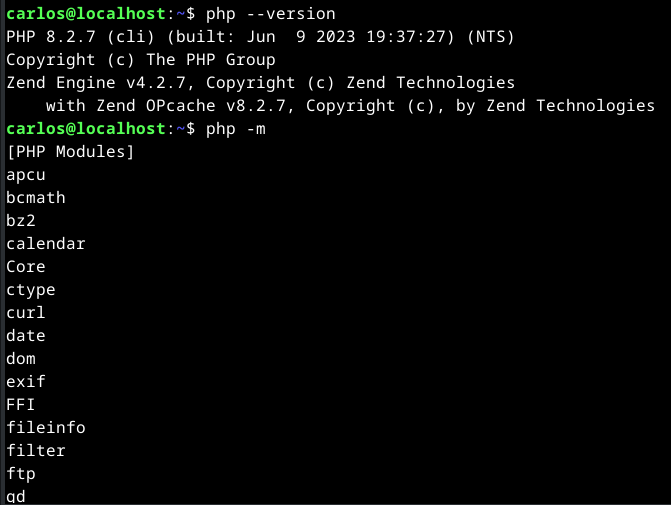 carlos@localhost:~$ php --version
PHP 8.2.7 (cli) (built: Jun  9 2023 19:37:27) (NTS)
Copyright (c) The PHP Group
Zend Engine v4.2.7, Copyright (c) Zend Technologies
    with Zend OPcache v8.2.7, Copyright (c), by Zend Technologies
carlos@localhost:~$ php -m
[PHP Modules]
apcu
bcmath
bz2
calendar
Core
ctype
curl
date
dom
exif
FFI
fileinfo
filter
ftp
gd